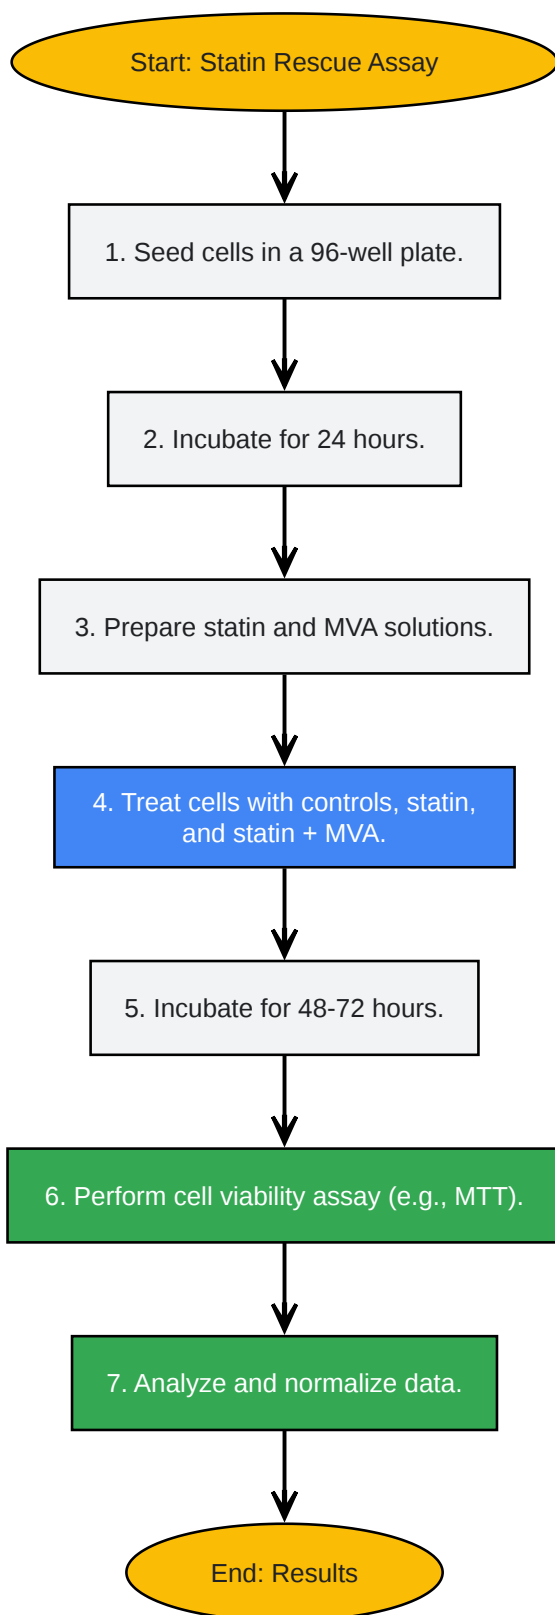 Start: Statin Rescue Assay
1. Seed cells in a 96-well plate.
2. Incubate for 24 hours.
3. Prepare statin and MVA solutions.
4. Treat cells with controls, statin,
and statin + MVA.
5. Incubate for 48-72 hours.
6. Perform cell viability assay (e.g., MTT).
7. Analyze and normalize data.
End: Results